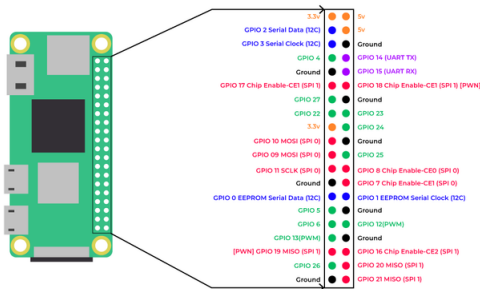 3.3v 5v
GPIO 2 Serial Data (12C) 5v
GPIO 3 Serial Clock (12C) Ground
GPIO 4 GPIO 14 (UART TX)
Ground GPIO 15 (UART RX)
GPIO 17 Chip Enable-CE1 (SPI 1) GPIO 18 Chip Enable-CE1 (SPI 1) [PWN]
GPIO 27 Ground
GPIO 22 GPIO 23
3.3v GPIO 24
GPIO 10 MOSI (SPI 0) Ground
GPIO 09 MOSI (SPI 0) GPIO 25
GPIO 11 SCLK (SPI 0) GPIO 8 Chip Enable-CE0 (SPI 0)
Ground GPIO 7 Chip Enable-CE1 (SPI 0)
GPIO 0 EEPROM Serial Data (12C) GPIO 1 EEPROM Serial Clock (12C)
GPIO 5 Ground
GPIO 6 GPIO 12(PWM)
GPIO 13(PWM) Ground
[PWN] GPIO 19 MISO (SPI 1) GPIO 16 Chip Enable-CE2 (SPI 1)
GPIO 26 GPIO 20 MISO (SPI 1)
Ground GPIO 21 MISO (SPI 1)